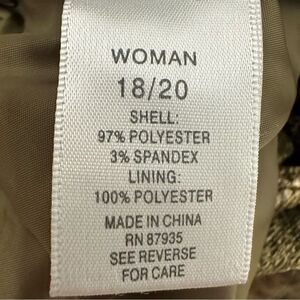 WOMAN
18/20
SHELL:
97% POLYESTER
3% SPANDEX
LINING:
100% POLYESTER
MADE IN CHINA
RN 87935
SEE REVERSE
FOR CARE